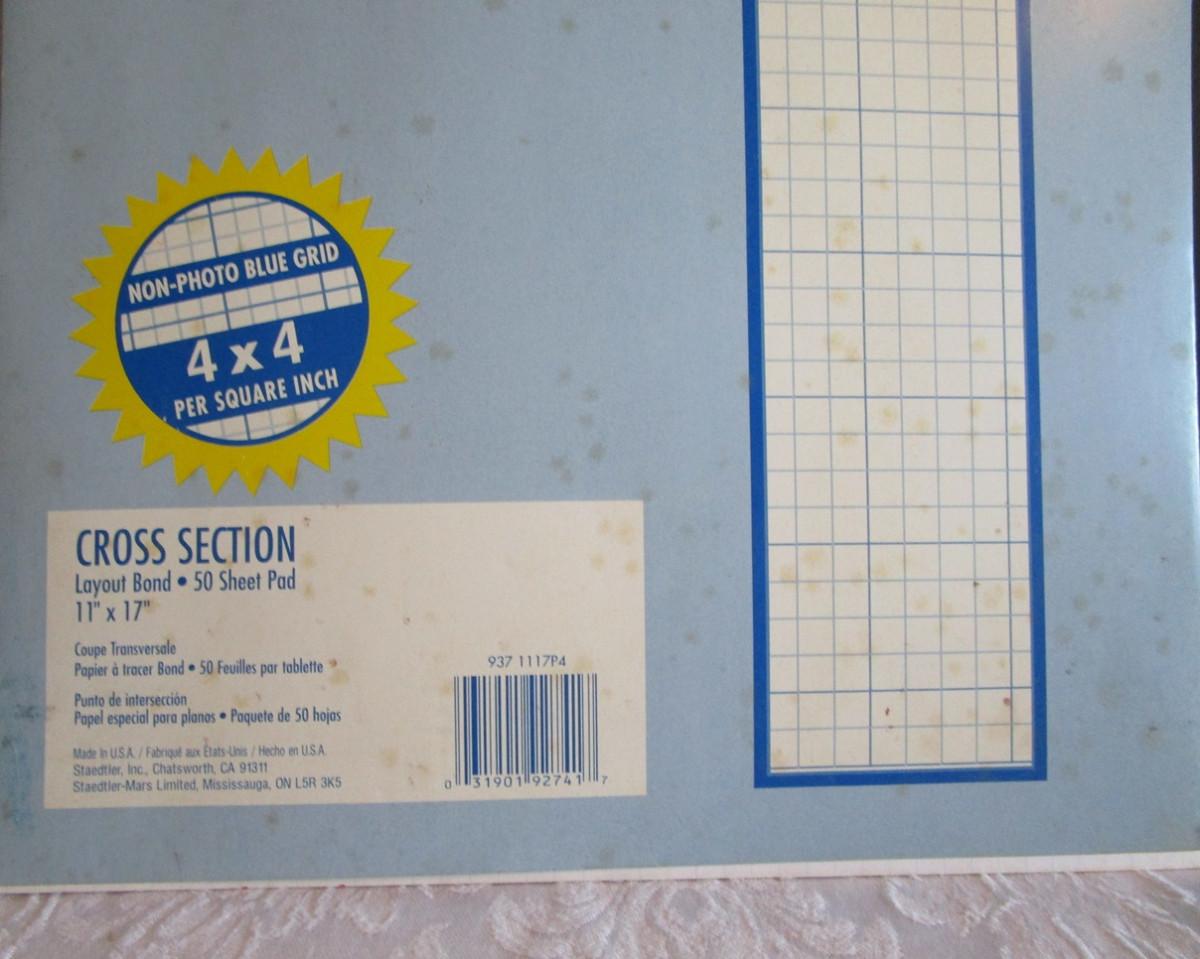 NON-PHOTO BLUE GRID
4 x 4
PER SQUARE INCH
CROSS SECTION
Layout Bond • 50 Sheet Pad
11" x 17"
Coupe Transversale
Papier à tracer Bond • 50 Feuilles par tablette
Punto de intersección
Papel especial para planos • Paquete de 50 hojas
Made In U.S.A. / Fabriqué aux États-Unis / Hecho en U.S.A.
Staedtler, Inc., Chatsworth, CA 91311
Staedtler-Mars Limited, Mississauga, ON L5R 3K5
937 1117P4
0 31901 92741 7